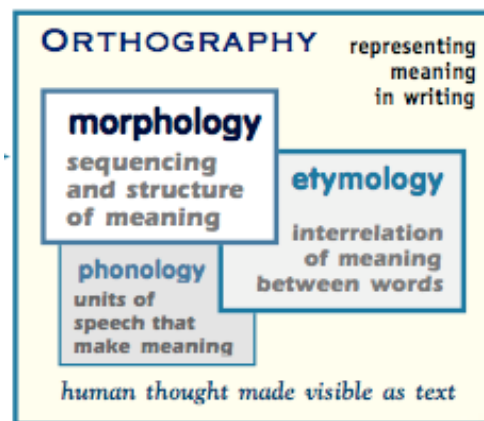 ORTHOGRAPHY
representing
meaning
in writing
morphology
sequencing
and structure
of meaning
etymology
interrelation
of meaning
between words
phonology
units of
speech that
make meaning
human thought made visible as text